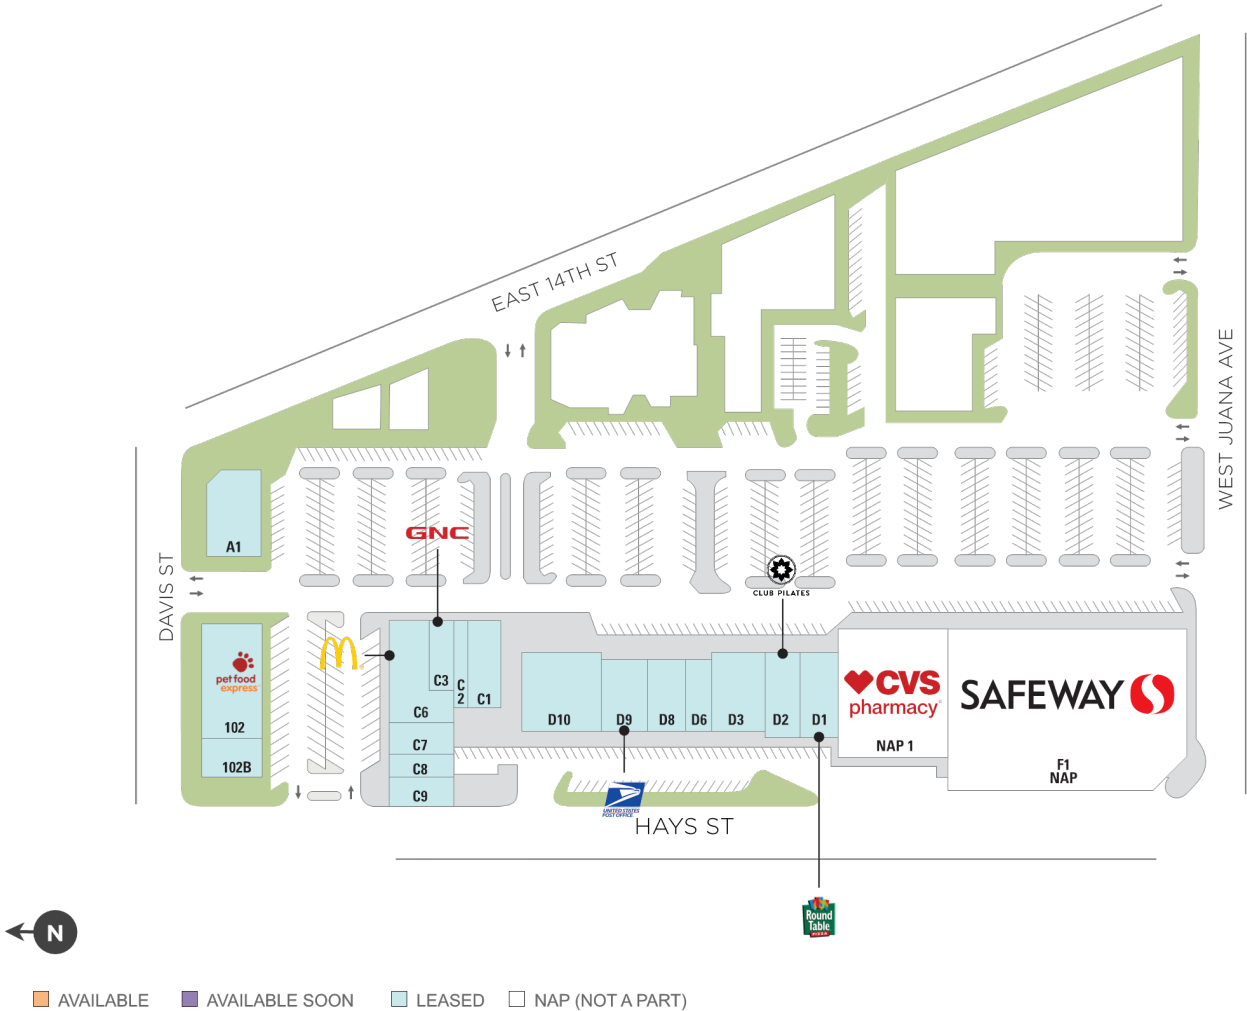 EAST 14TH ST
WEST JUANA AVE
DAVIS ST
A1
GNC
CLUB PILATES
pet food
express
102
102B
C3
C
2
C1
C6
C7
C8
C9
D10
D9
D8
D6
D3
D2
D1
CVS
pharmacy
NAP 1
SAFEWAY
F1
NAP
UNITED STATES
POST OFFICE
HAYS ST
Round
Table
PIZZA
N
AVAILABLE
AVAILABLE SOON
LEASED
NAP (NOT A PART)